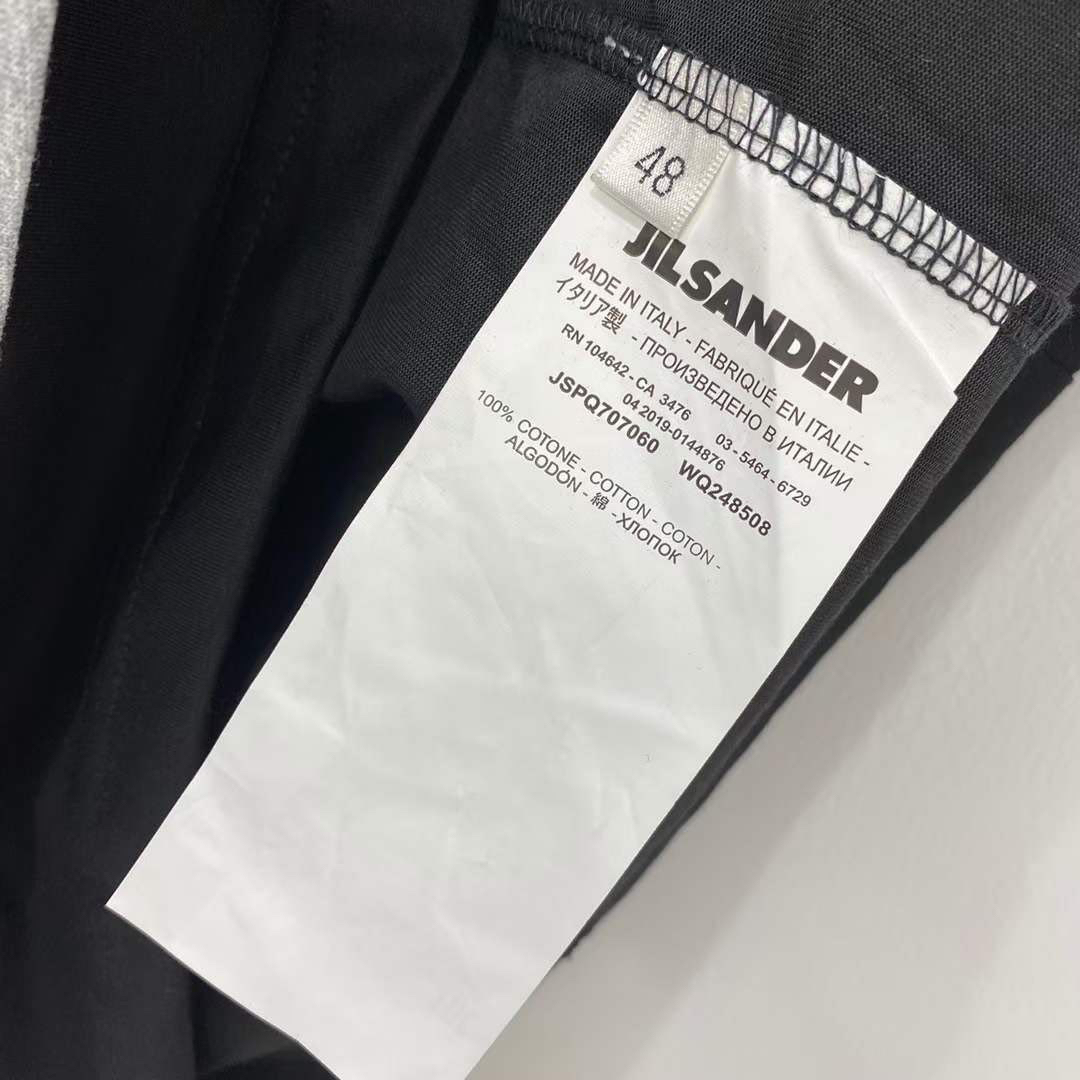 48
JILSANDER
MADE IN ITALY - FABRIQUÉ EN ITALIE -
イタリア製 - ПРОИЗВЕДЕНО В ИТАЛИИ
RN 104642 - CA 3476 03 - 5464 - 6729
04 2019-0144876
JSPQ707060 WQ248508
100% COTONE - COTTON - COTON -
ALGODÓN - 綿 - ХЛОПОК